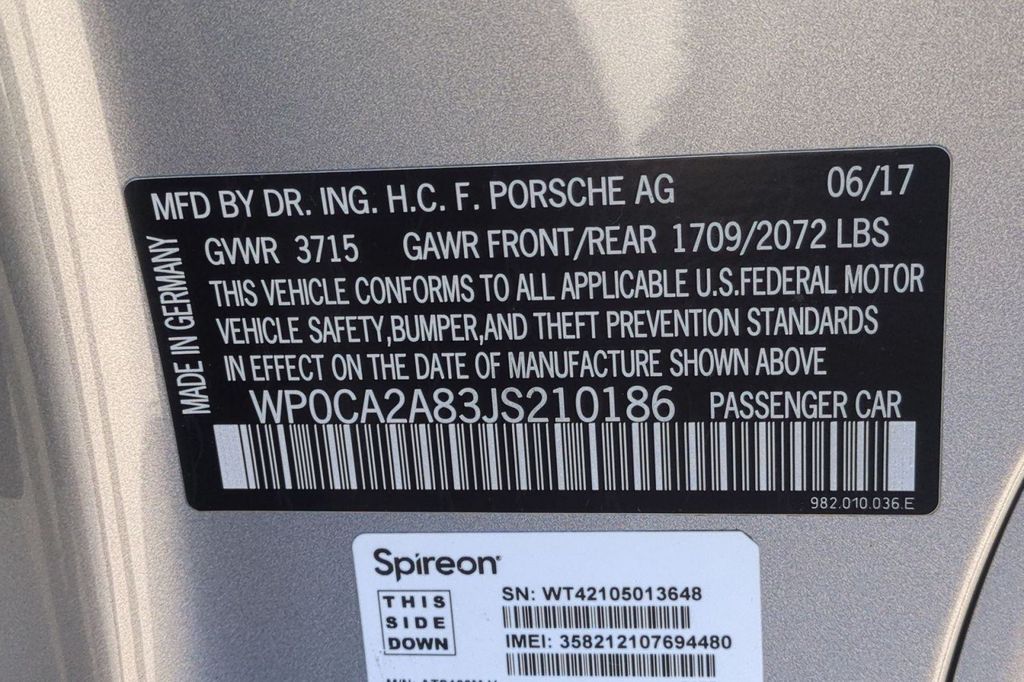 MFD BY DR. ING. H.C. F. PORSCHE AG 06/17
GVWR 3715 GAWR FRONT/REAR 1709/2072 LBS
THIS VEHICLE CONFORMS TO ALL APPLICABLE U.S.FEDERAL MOTOR
VEHICLE SAFETY,BUMPER,AND THEFT PREVENTION STANDARDS
IN EFFECT ON THE DATE OF MANUFACTURE SHOWN ABOVE
WP0CA2A83JS210186 PASSENGER CAR
MADE IN GERMANY
982.010.036.E
Spireon
THIS
SIDE
DOWN
SN: WT42105013648
IMEI: 358212107694480